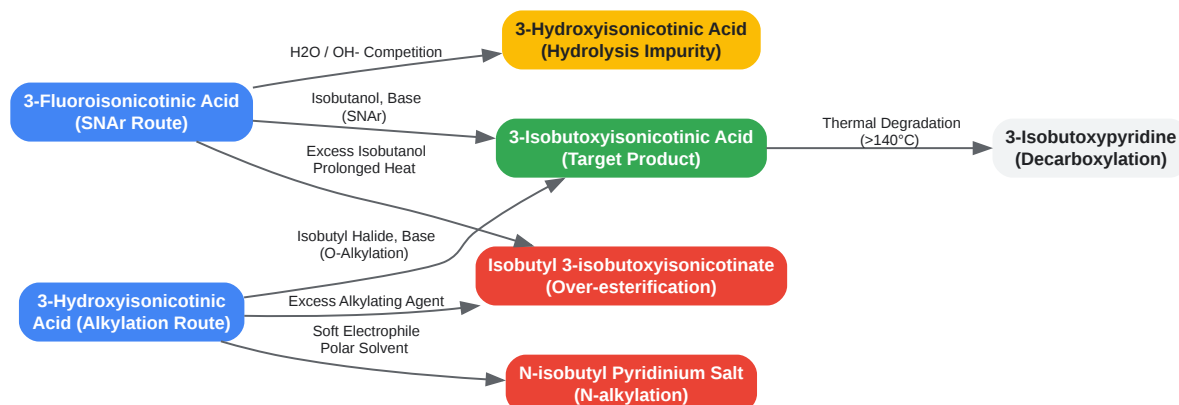 3-Hydroxyisonicotinic Acid
(Hydrolysis Impurity)
H2O / OH- Competition
3-Fluoroisonicotinic Acid
(SNAr Route)
Isobutanol, Base
(SNAr)
3-Isobutoxyisonicotinic Acid
(Target Product)
Thermal Degradation
(>140°C)
3-Isobutoxypyridine
(Decarboxylation)
Excess Isobutanol
Prolonged Heat
Isobutyl Halide, Base
(O-Alkylation)
Isobutyl 3-isobutoxyisonicotinate
(Over-esterification)
3-Hydroxyisonicotinic
Acid (Alkylation Route)
Excess Alkylating Agent
Soft Electrophile
Polar Solvent
N-isobutyl Pyridinium Salt
(N-alkylation)